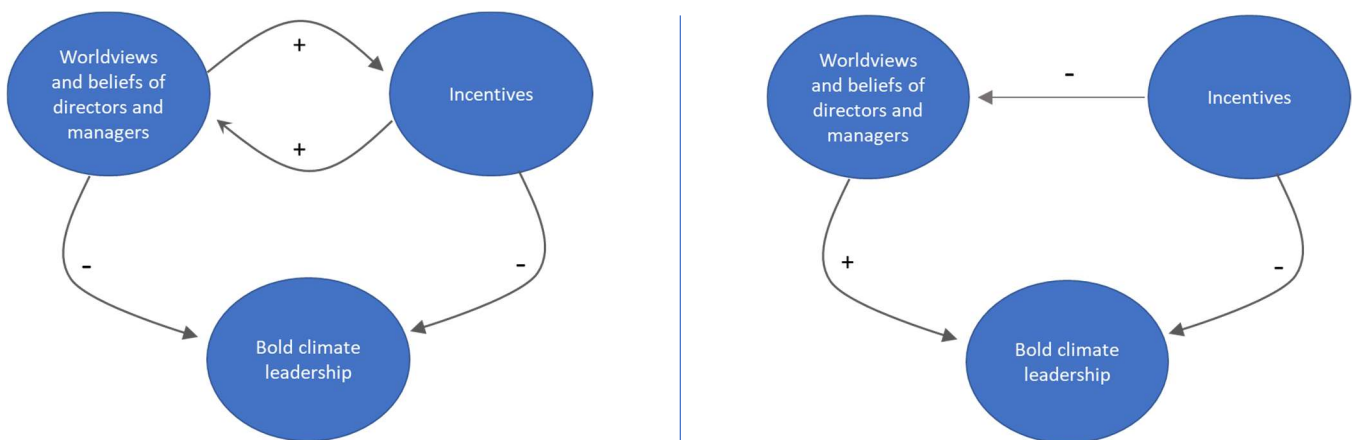 Worldviews
and beliefs of
directors and
managers
+
+
Incentives
-
-
Bold climate
leadership
Worldviews
and beliefs of
directors and
managers
-
Incentives
+
-
Bold climate
leadership